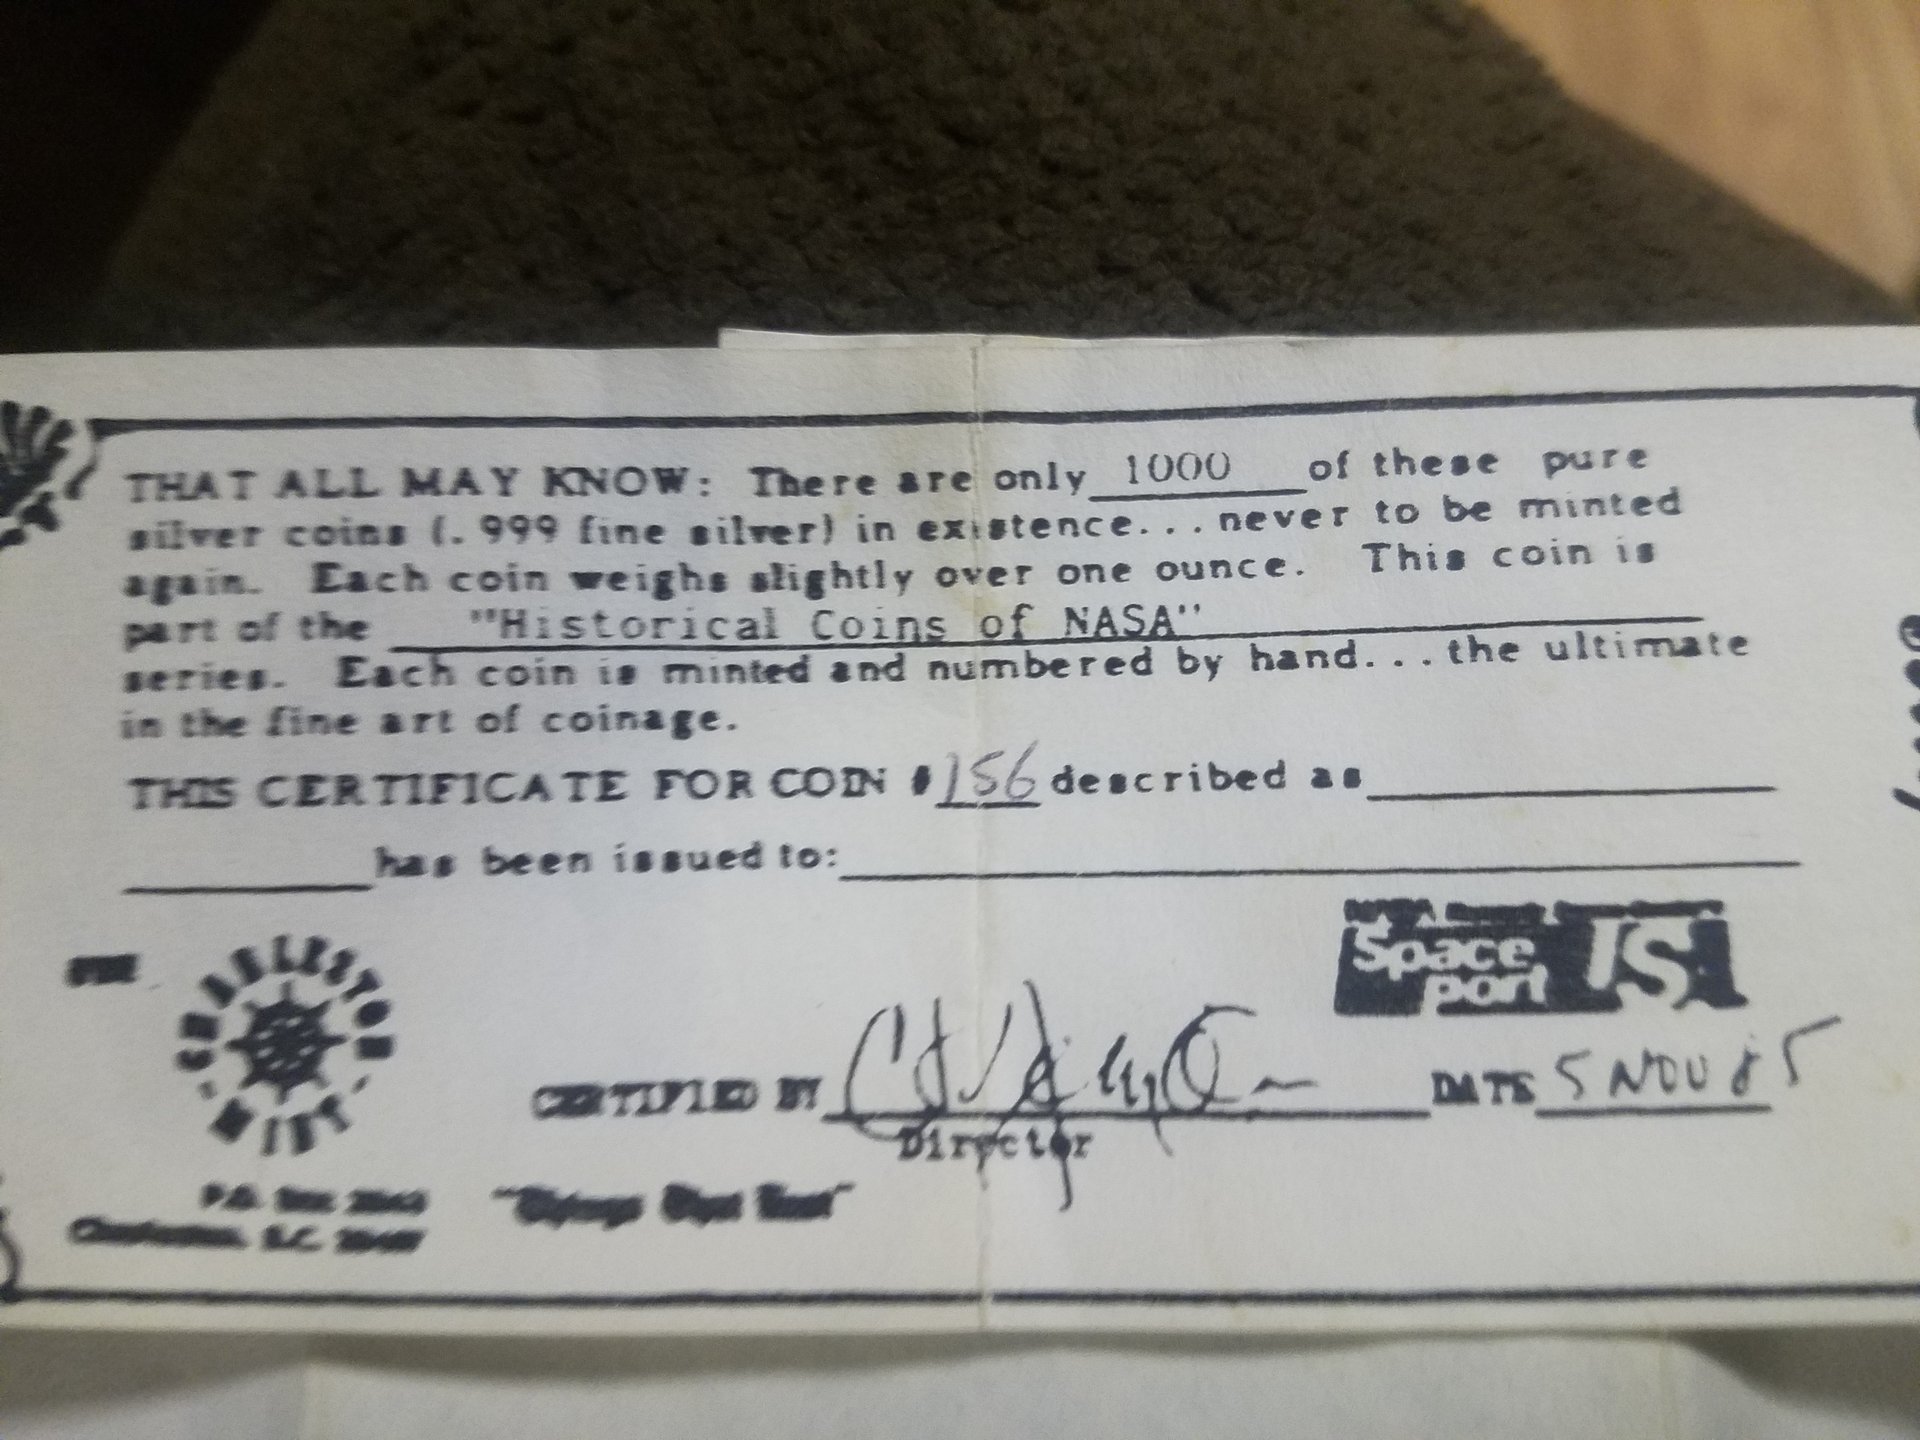 THAT ALL MAY KNOW: There are only 1000 of these pure
silver coins (.999 fine silver) in existence...never to be minted
again. Each coin weighs slightly over one ounce. This coin is
part of the "Historical Coins of NASA"
series. Each coin is minted and numbered by hand...the ultimate
in the fine art of coinage.
THIS CERTIFICATE FOR COIN #156 described as
has been issued to:
THE
CHARLESTON
- MINT -
Space
port
CERTIFIED BY
DATE 5 NOV 85
Director
P.O. Box
Charleston, S.C.